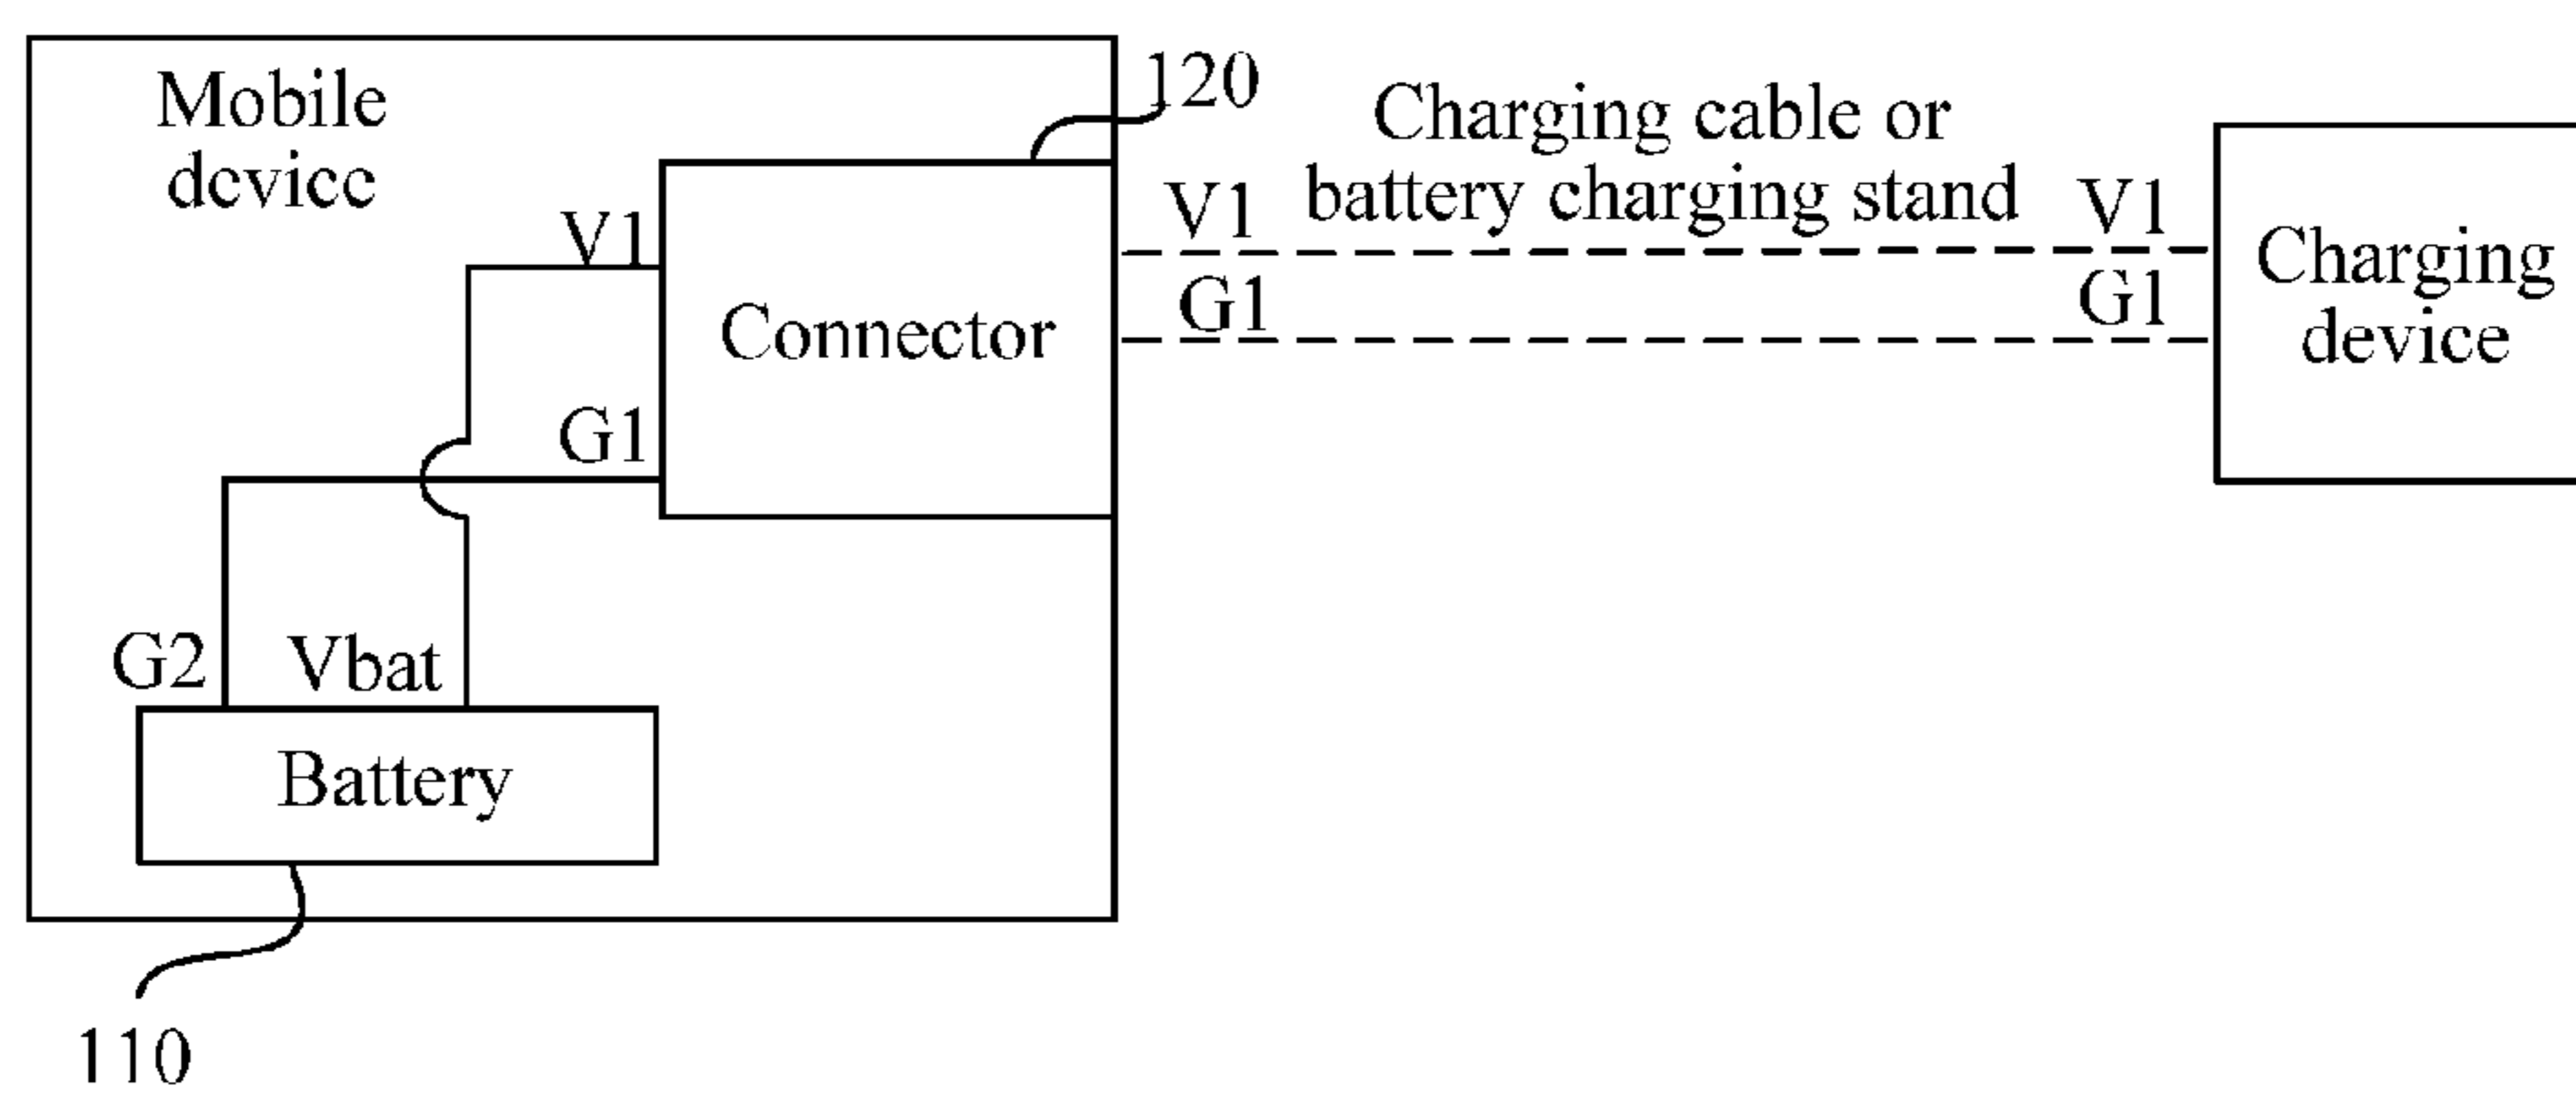 Mobile
device
120
Charging cable or
battery charging stand
V1
V1
V1
G1
G1
Charging
device
Connector
G1
G2
Vbat
Battery
110